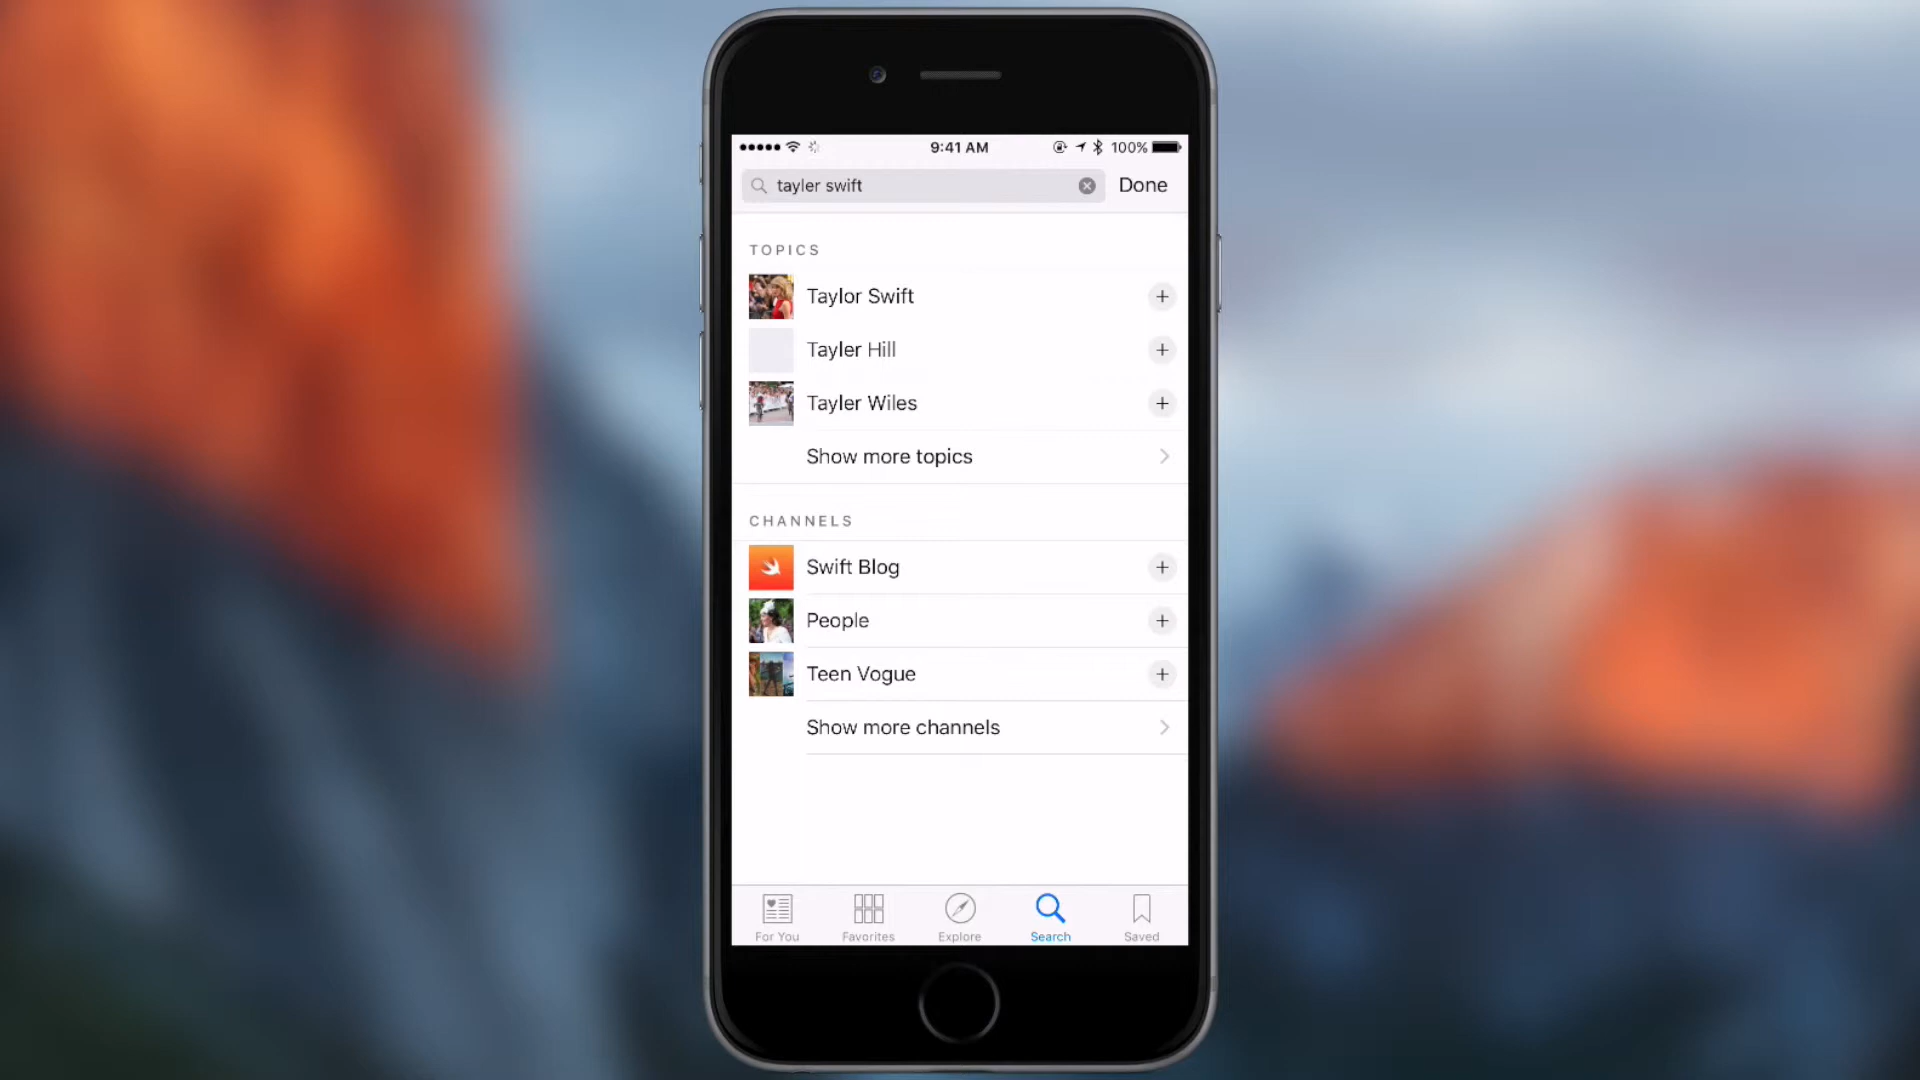 9:41 AM 100%
tayler swift Done
TOPICS
Taylor Swift
Tayler Hill
Tayler Wiles
Show more topics
CHANNELS
Swift Blog
People
Teen Vogue
Show more channels
For You Favorites Explore Search Saved